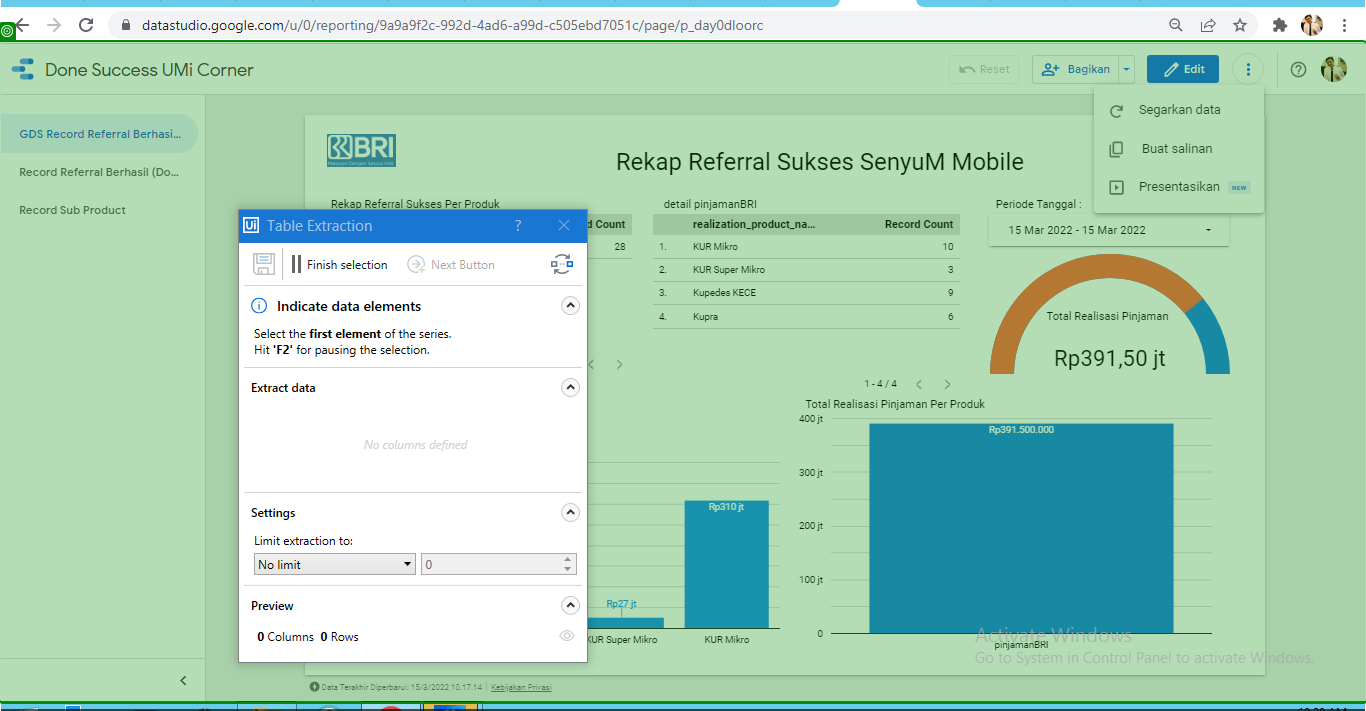 datastudio.google.com/u/0/reporting/9a9a9f2c-992d-4ad6-a99d-c505ebd7051c/page/p_day0dloorc
Done Success UMi Corner
Reset
Bagikan
Edit
GDS Record Referral Berhasi...
Record Referral Berhasil (Do...
Record Sub Product
Segarkan data
Buat salinan
Presentasikan NEW
BRI
Rekap Referral Sukses SenyuM Mobile
Rekap Referral Sukses Per Produk
d Count
28
detail pinjamanBRI
realization_product_na... Record Count
1. KUR Mikro 10
2. KUR Super Mikro 3
3. Kupedes KECE 9
4. Kupra 6
1 - 4 / 4
Periode Tanggal :
15 Mar 2022 - 15 Mar 2022
Total Realisasi Pinjaman
Rp391,50 jt
Ui Table Extraction ?
Finish selection Next Button
Indicate data elements
Select the first element of the series.
Hit 'F2' for pausing the selection.
Extract data
No columns defined
Settings
Limit extraction to:
No limit 0
Preview
0 Columns 0 Rows
Rp27 jt
Rp310 jt
KUR Super Mikro KUR Mikro
Total Realisasi Pinjaman Per Produk
400 jt
Rp391.500.000
300 jt
200 jt
100 jt
0
pinjamanBRI
Activate Windows
Go to System in Control Panel to activate Windows.
Data Terakhir Diperbarui: 15/3/2022 10.17.14 | Kebijakan Privasi